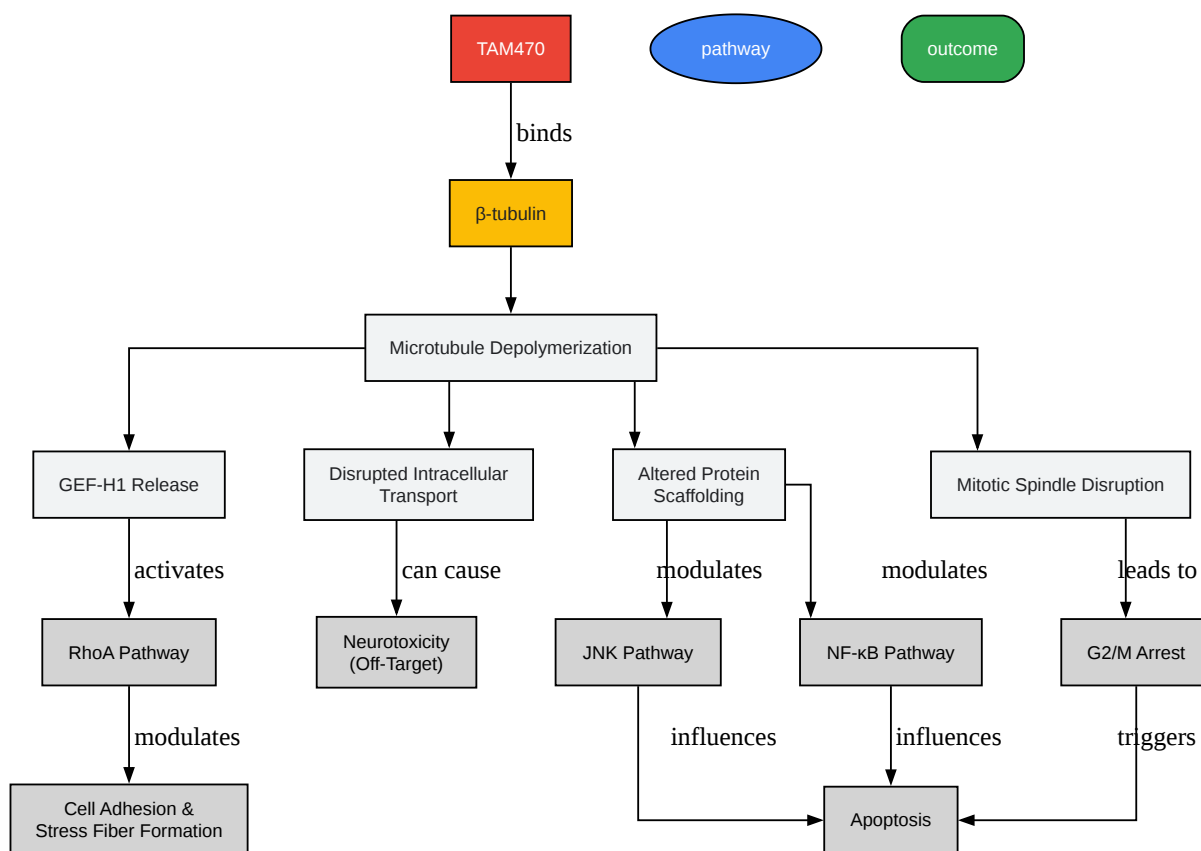 TAM470
pathway
outcome
binds
β-tubulin
Microtubule Depolymerization
GEF-H1 Release
Disrupted Intracellular
Transport
Altered Protein
Scaffolding
Mitotic Spindle Disruption
activates
can cause
modulates
modulates
leads to
RhoA Pathway
Neurotoxicity
(Off-Target)
JNK Pathway
NF-κB Pathway
G2/M Arrest
modulates
influences
influences
triggers
Cell Adhesion &
Stress Fiber Formation
Apoptosis